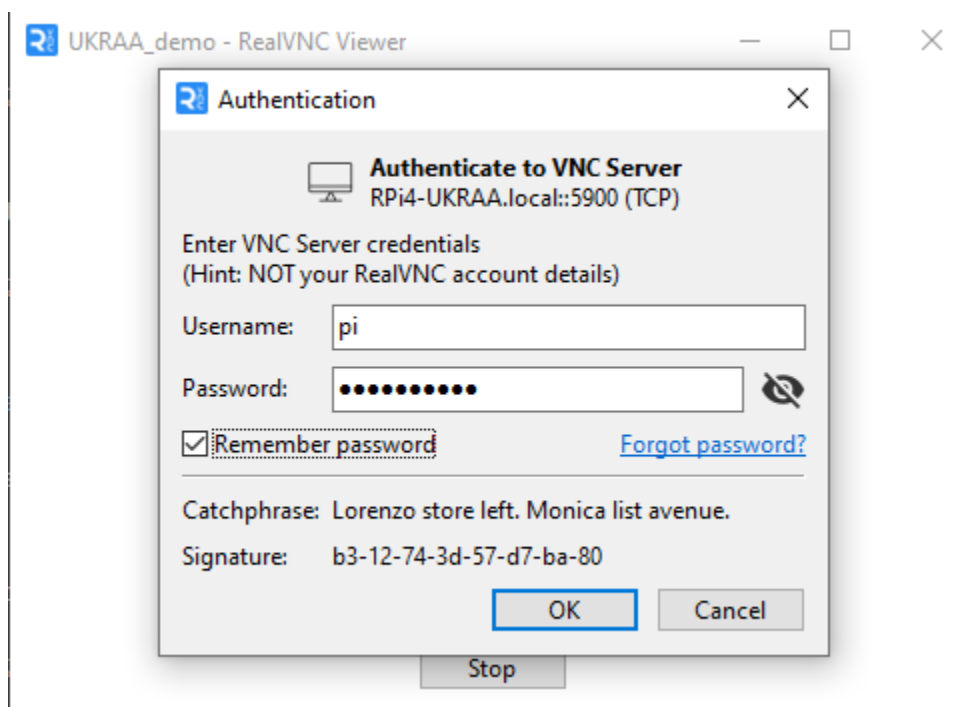 UKRAA_demo - RealVNC Viewer
Authentication
Authenticate to VNC Server
RPi4-UKRAA.local::5900 (TCP)
Enter VNC Server credentials
(Hint: NOT your RealVNC account details)
Username: pi
Password: ●●●●●●●●●●
Remember password Forgot password?
Catchphrase: Lorenzo store left. Monica list avenue.
Signature: b3-12-74-3d-57-d7-ba-80
OK Cancel
Stop